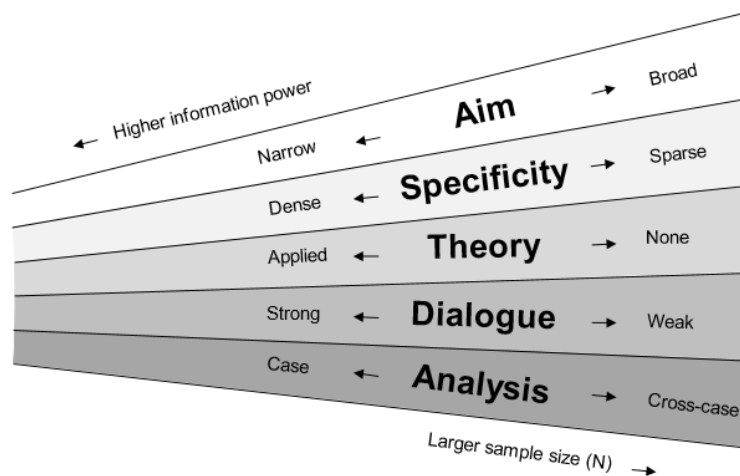 Higher information power
Narrow Aim Broad
Dense Specificity Sparse
Applied Theory None
Strong Dialogue Weak
Case Analysis Cross-case
Larger sample size (N)